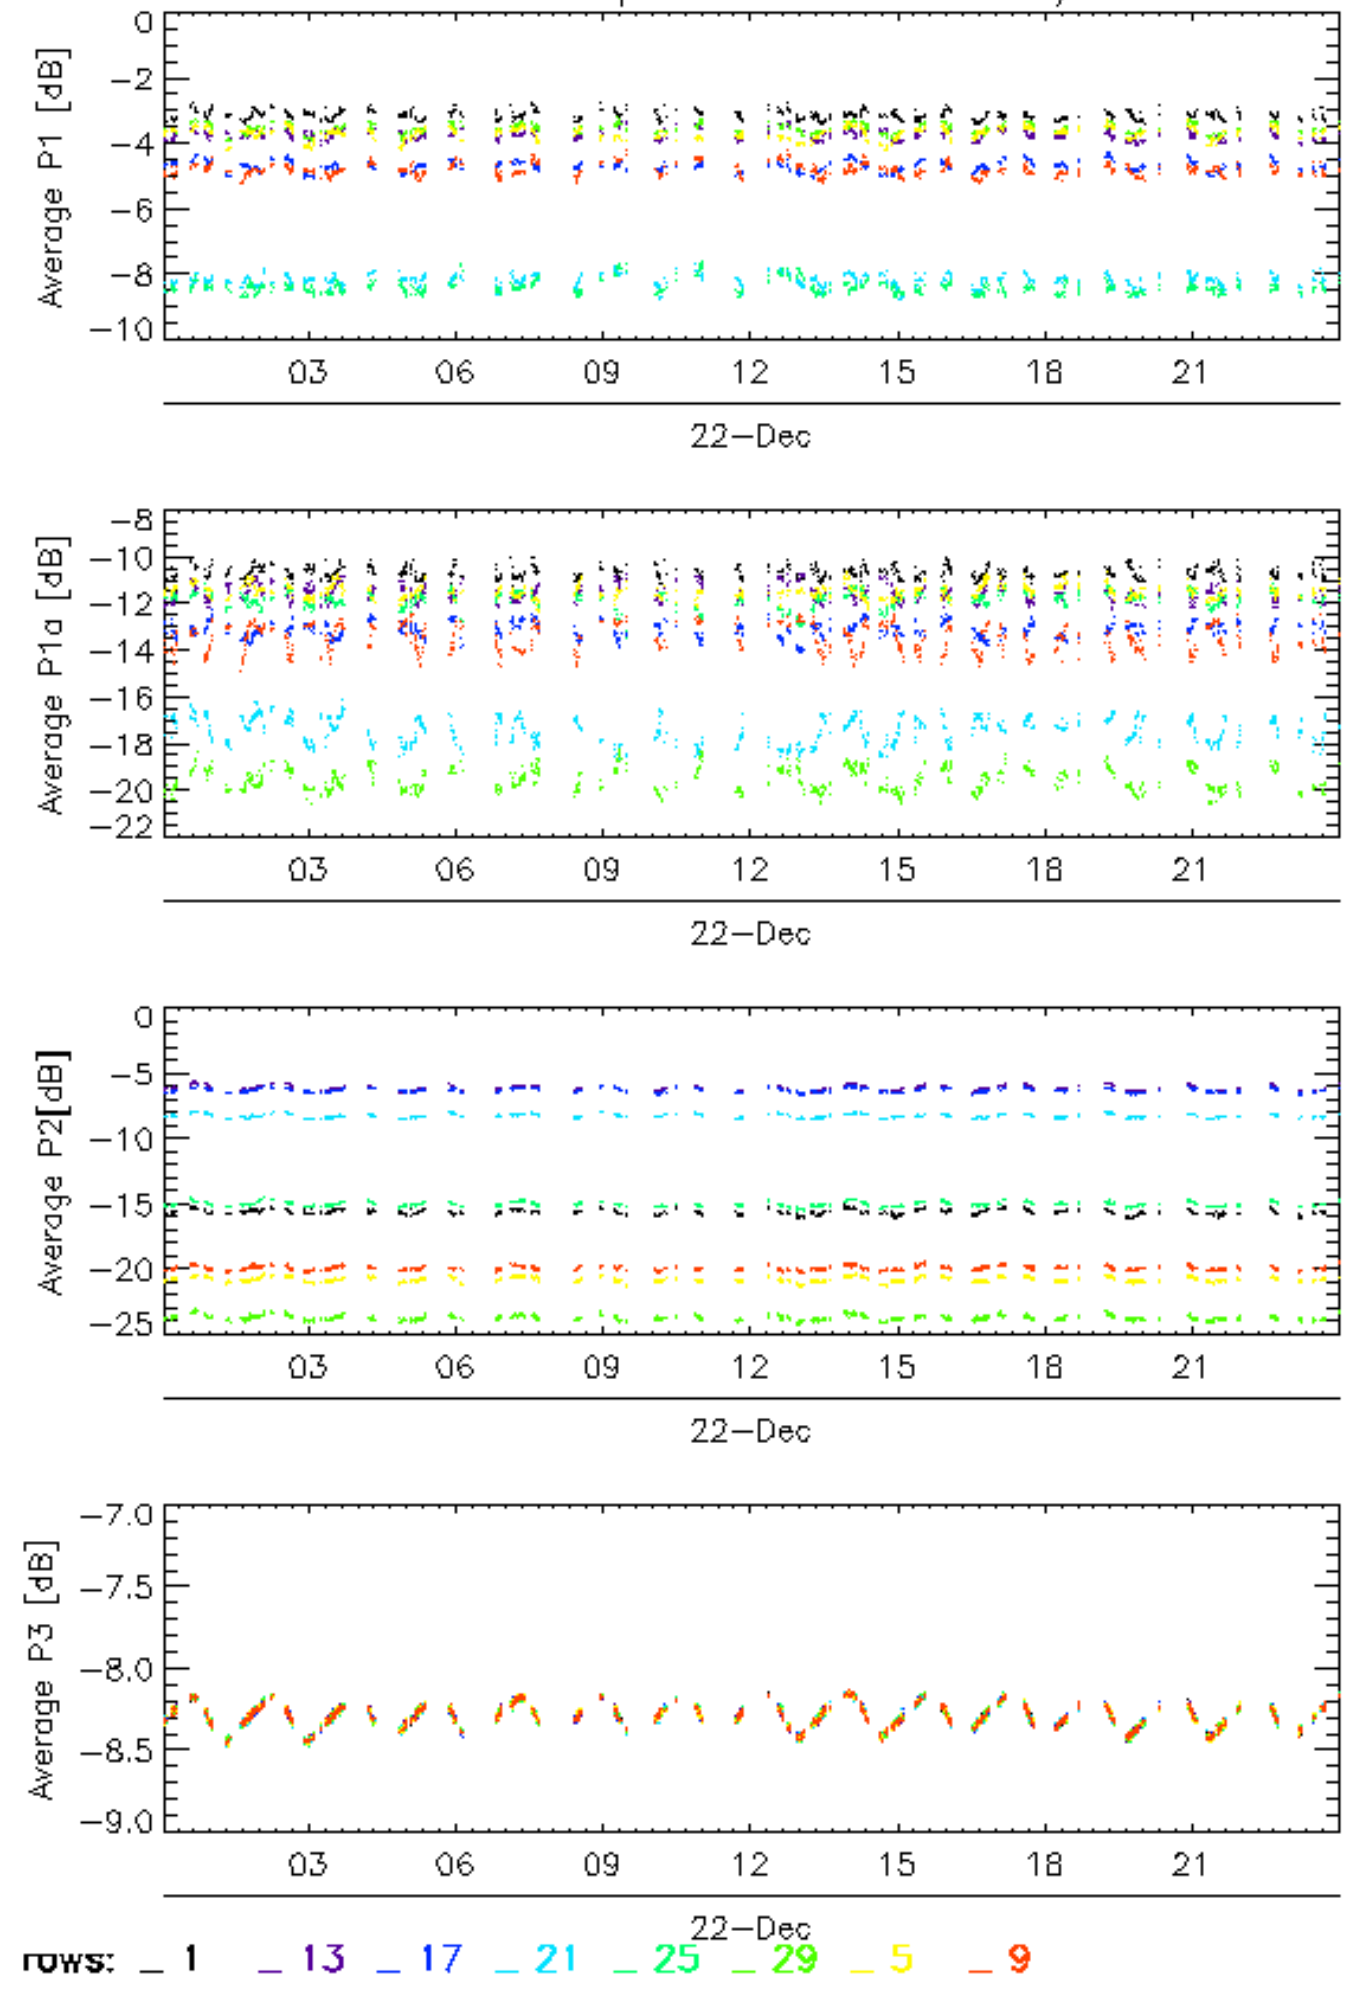 Average P1 [dB]
0
−2
−4
−6
−8
−10
03 06 09 12 15 18 21
22−Dec
Average P1a [dB]
−8
−10
−12
−14
−16
−18
−20
−22
03 06 09 12 15 18 21
22−Dec
Average P2[dB]
0
−5
−10
−15
−20
−25
03 06 09 12 15 18 21
22−Dec
Average P3 [dB]
−7.0
−7.5
−8.0
−8.5
−9.0
03 06 09 12 15 18 21
22−Dec
rows: _ 1 _ 13 _ 17 _ 21 _ 25 _ 29 _ 5 _ 9